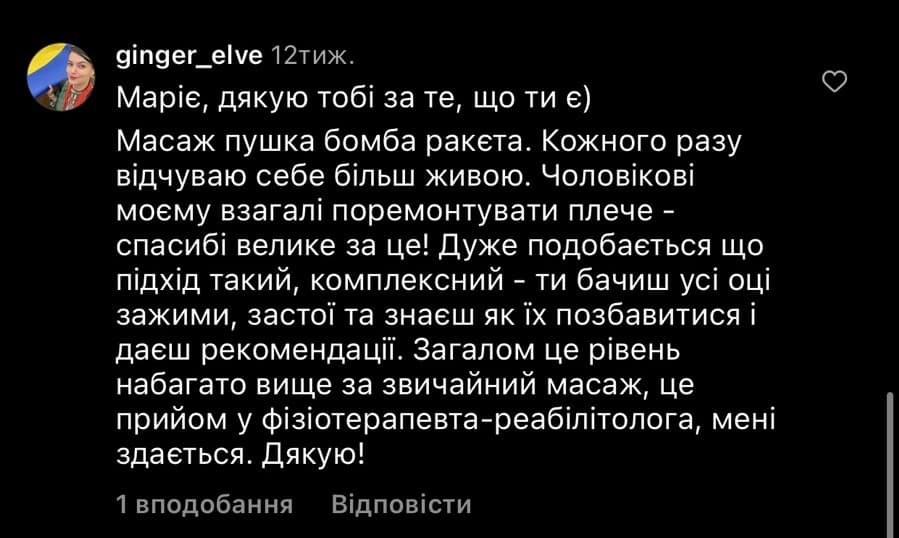 ginger_elve 12тиж.
Маріє, дякую тобі за те, що ти є)
Масаж пушка бомба ракєта. Кожного разу
відчуваю себе більш живою. Чоловікові
моєму взагалі поремонтувати плече -
спасибі велике за це! Дуже подобається що
підхід такий, комплексний - ти бачиш усі оці
зажими, застої та знаєш як їх позбавитися і
даєш рекомендації. Загалом це рівень
набагато вище за звичайний масаж, це
прийом у фізіотерапевта-реабілітолога, мені
здається. Дякую!
1 вподобання Відповісти